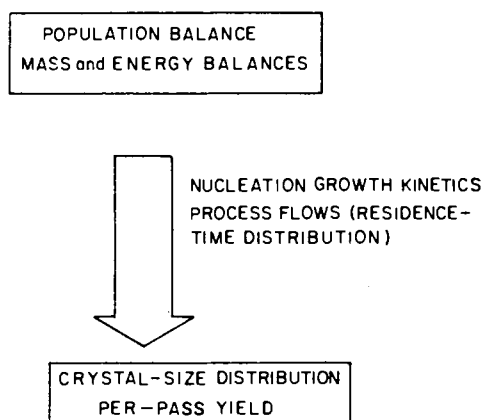 POPULATION BALANCE
MASS and ENERGY BALANCES
NUCLEATION GROWTH KINETICS
PROCESS FLOWS (RESIDENCE-
TIME DISTRIBUTION)
CRYSTAL-SIZE DISTRIBUTION
PER-PASS YIELD